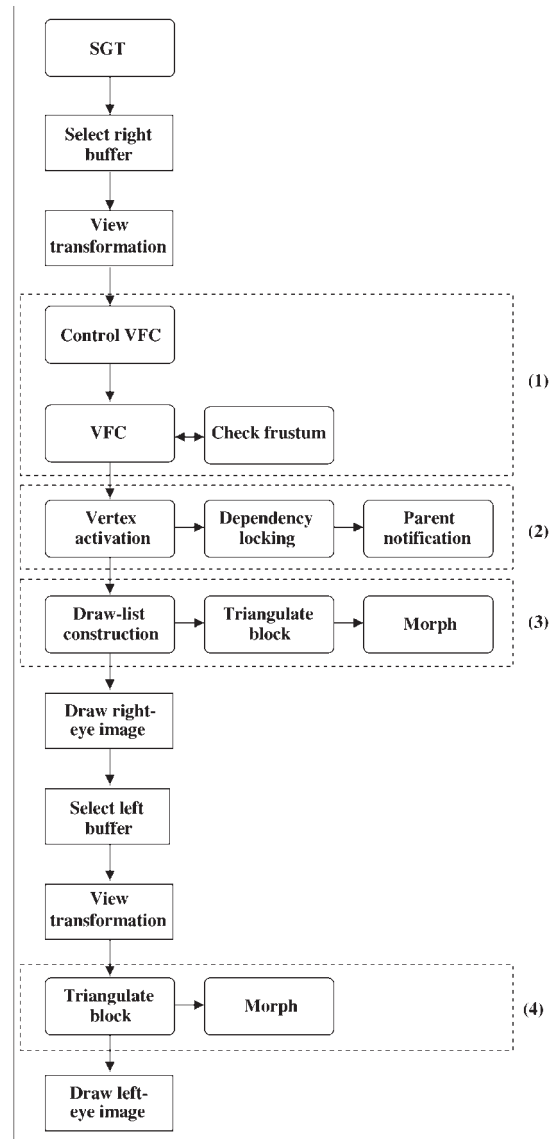 SGT
Select right
buffer
View
transformation
Control VFC
(1)
VFC
Check frustum
Vertex
activation
Dependency
locking
Parent
notification
(2)
Draw-list
construction
Triangulate
block
Morph
(3)
Draw right-
eye image
Select left
buffer
View
transformation
Triangulate
block
Morph
(4)
Draw left-
eye image